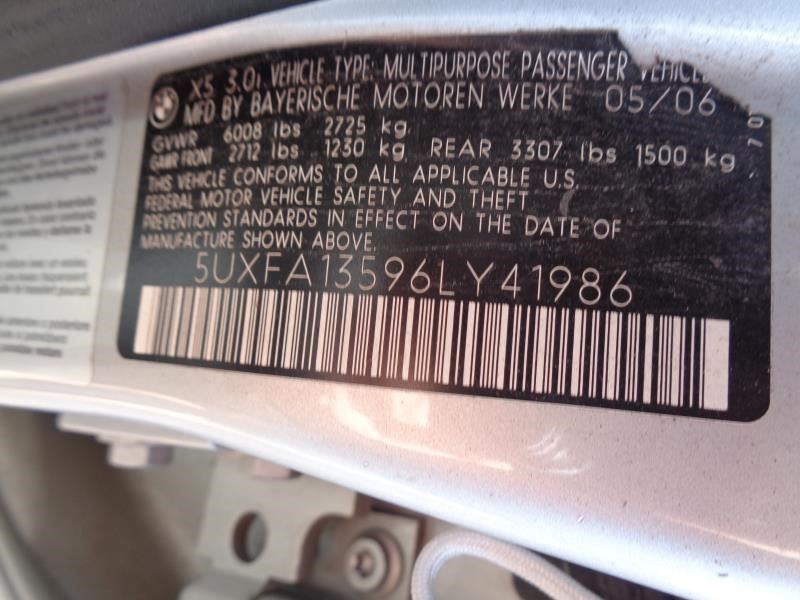 X5 3.0i VEHICLE TYPE: MULTIPURPOSE PASSENGER VEHICLE
MFD BY BAYERISCHE MOTOREN WERKE 05/06
GVWR 6008 lbs 2725 kg
GAWR FRONT 2712 lbs 1230 kg REAR 3307 lbs 1500 kg
THIS VEHICLE CONFORMS TO ALL APPLICABLE U.S.
FEDERAL MOTOR VEHICLE SAFETY AND THEFT
PREVENTION STANDARDS IN EFFECT ON THE DATE OF
MANUFACTURE SHOWN ABOVE.
5UXFA13596LY41986